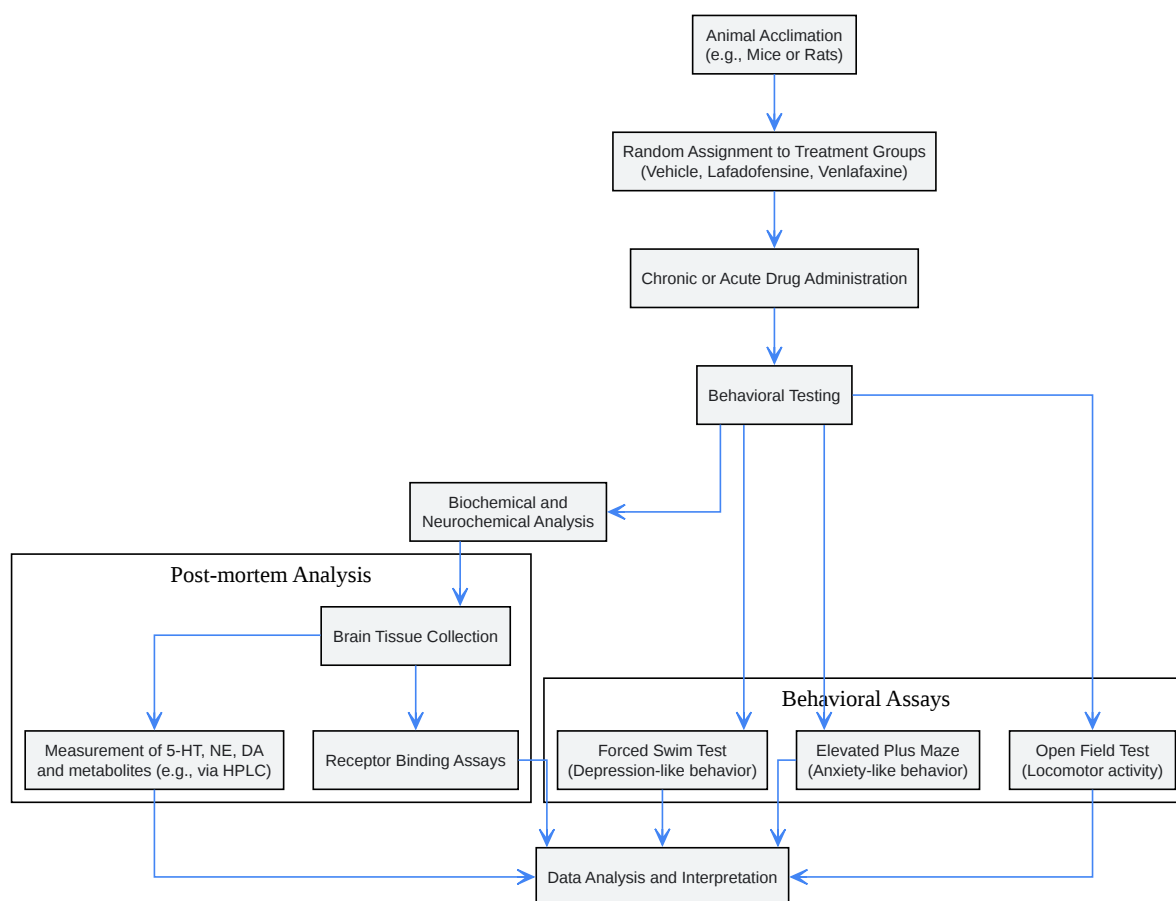 Animal Acclimation
(e.g., Mice or Rats)
Random Assignment to Treatment Groups
(Vehicle, Lafadofensine, Venlafaxine)
Chronic or Acute Drug Administration
Behavioral Testing
Biochemical and
Neurochemical Analysis
Post-mortem Analysis
Brain Tissue Collection
Measurement of 5-HT, NE, DA
and metabolites (e.g., via HPLC)
Receptor Binding Assays
Behavioral Assays
Forced Swim Test
(Depression-like behavior)
Elevated Plus Maze
(Anxiety-like behavior)
Open Field Test
(Locomotor activity)
Data Analysis and Interpretation